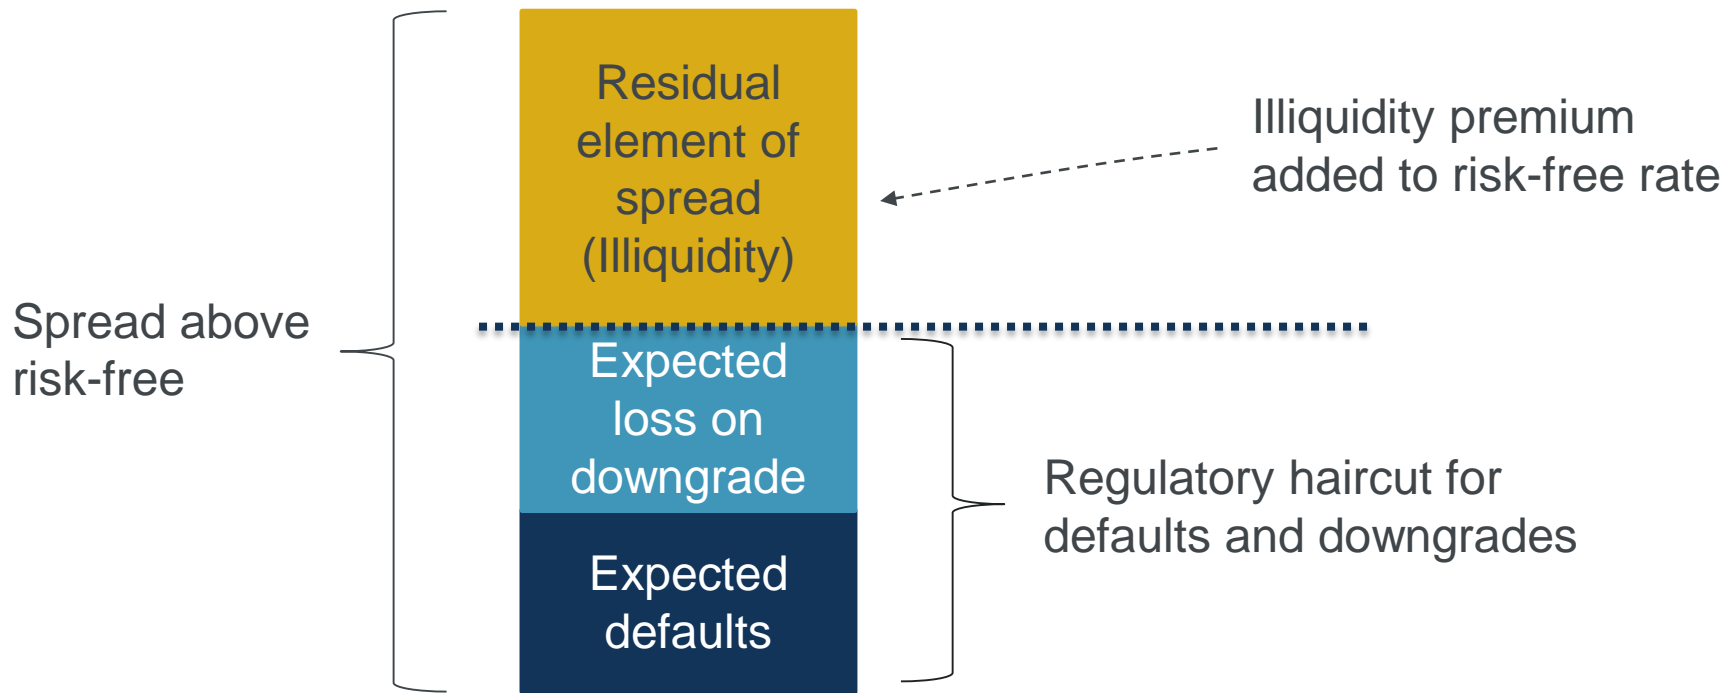 Spread above
risk-free
Residual
element of
spread
(Illiquidity)
Expected
loss on
downgrade
Expected
defaults
Illiquidity premium
added to risk-free rate
Regulatory haircut for
defaults and downgrades